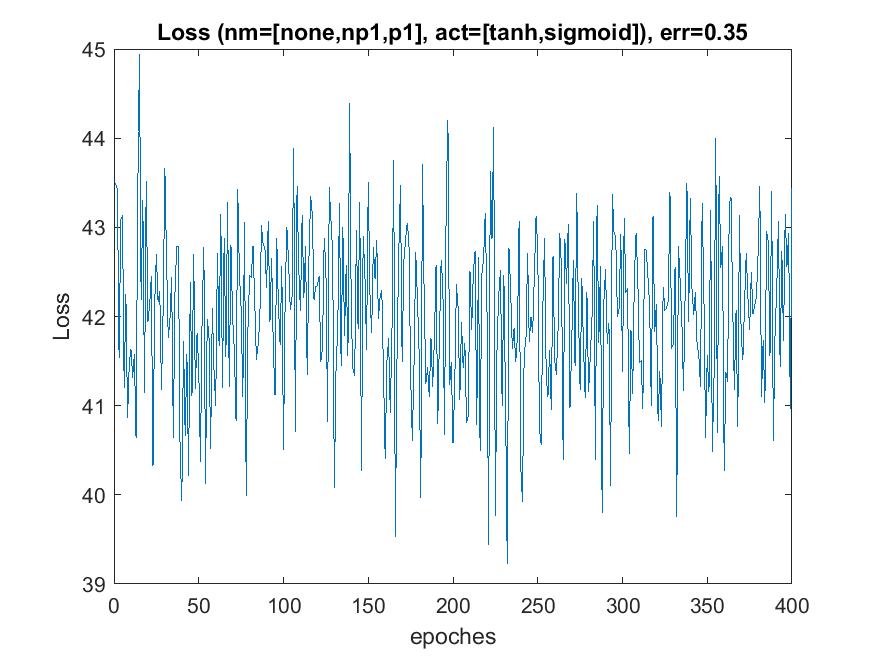 Loss (nm=[none,np1,p1], act=[tanh,sigmoid]), err=0.35
45
44
43
42
41
40
39
Loss
0 50 100 150 200 250 300 350 400
epoches